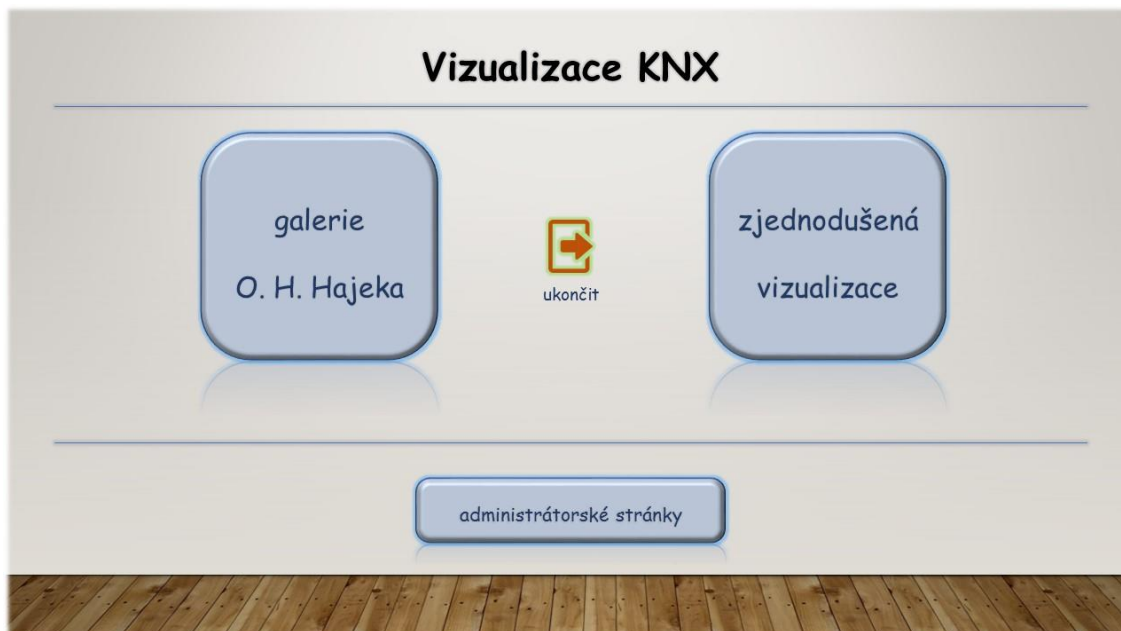 Vizualizace KNX
galerie
O. H. Hajeka
ukončit
zjednodušená
vizualizace
administrátorské stránky